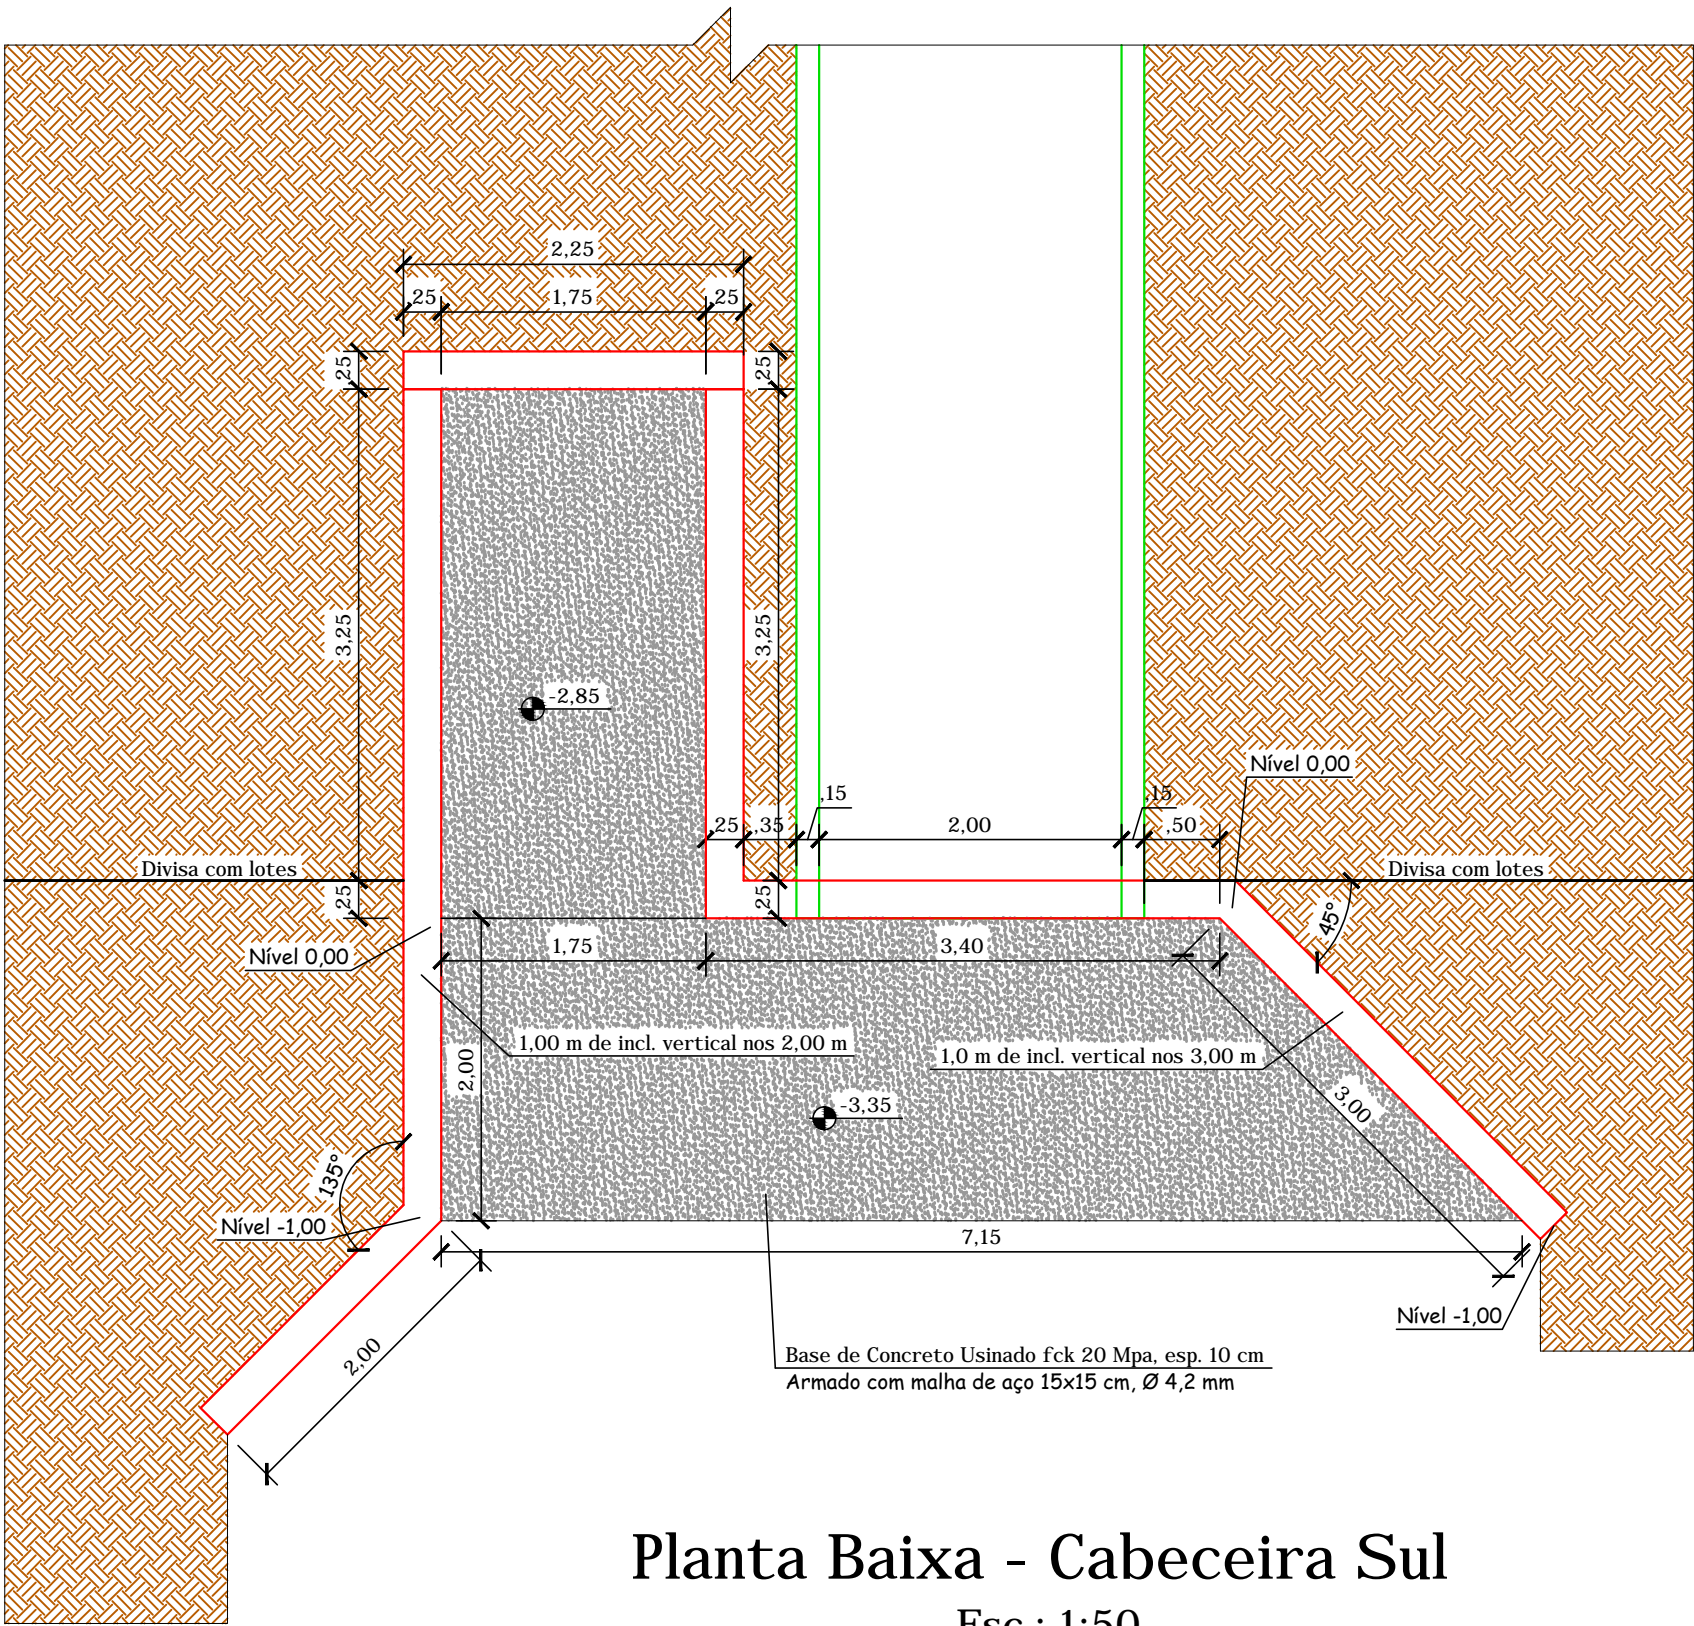 2,25
,25
1,75
,25
,25
,25
3,25
3,25
-2,85
Nível 0,00
,15
,15
,25
,35
2,00
,50
Divisa com lotes
Divisa com lotes
,25
,25
45°
1,75
3,40
Nível 0,00
1,00 m de incl. vertical nos 2,00 m
1,0 m de incl. vertical nos 3,00 m
2,00
-3,35
3,00
135°
Nível -1,00
7,15
Nível -1,00
2,00
Base de Concreto Usinado fck 20 Mpa, esp. 10 cm
Armado com malha de aço 15x15 cm, Ø 4,2 mm
Planta Baixa - Cabeceira Sul
Esc.: 1:50